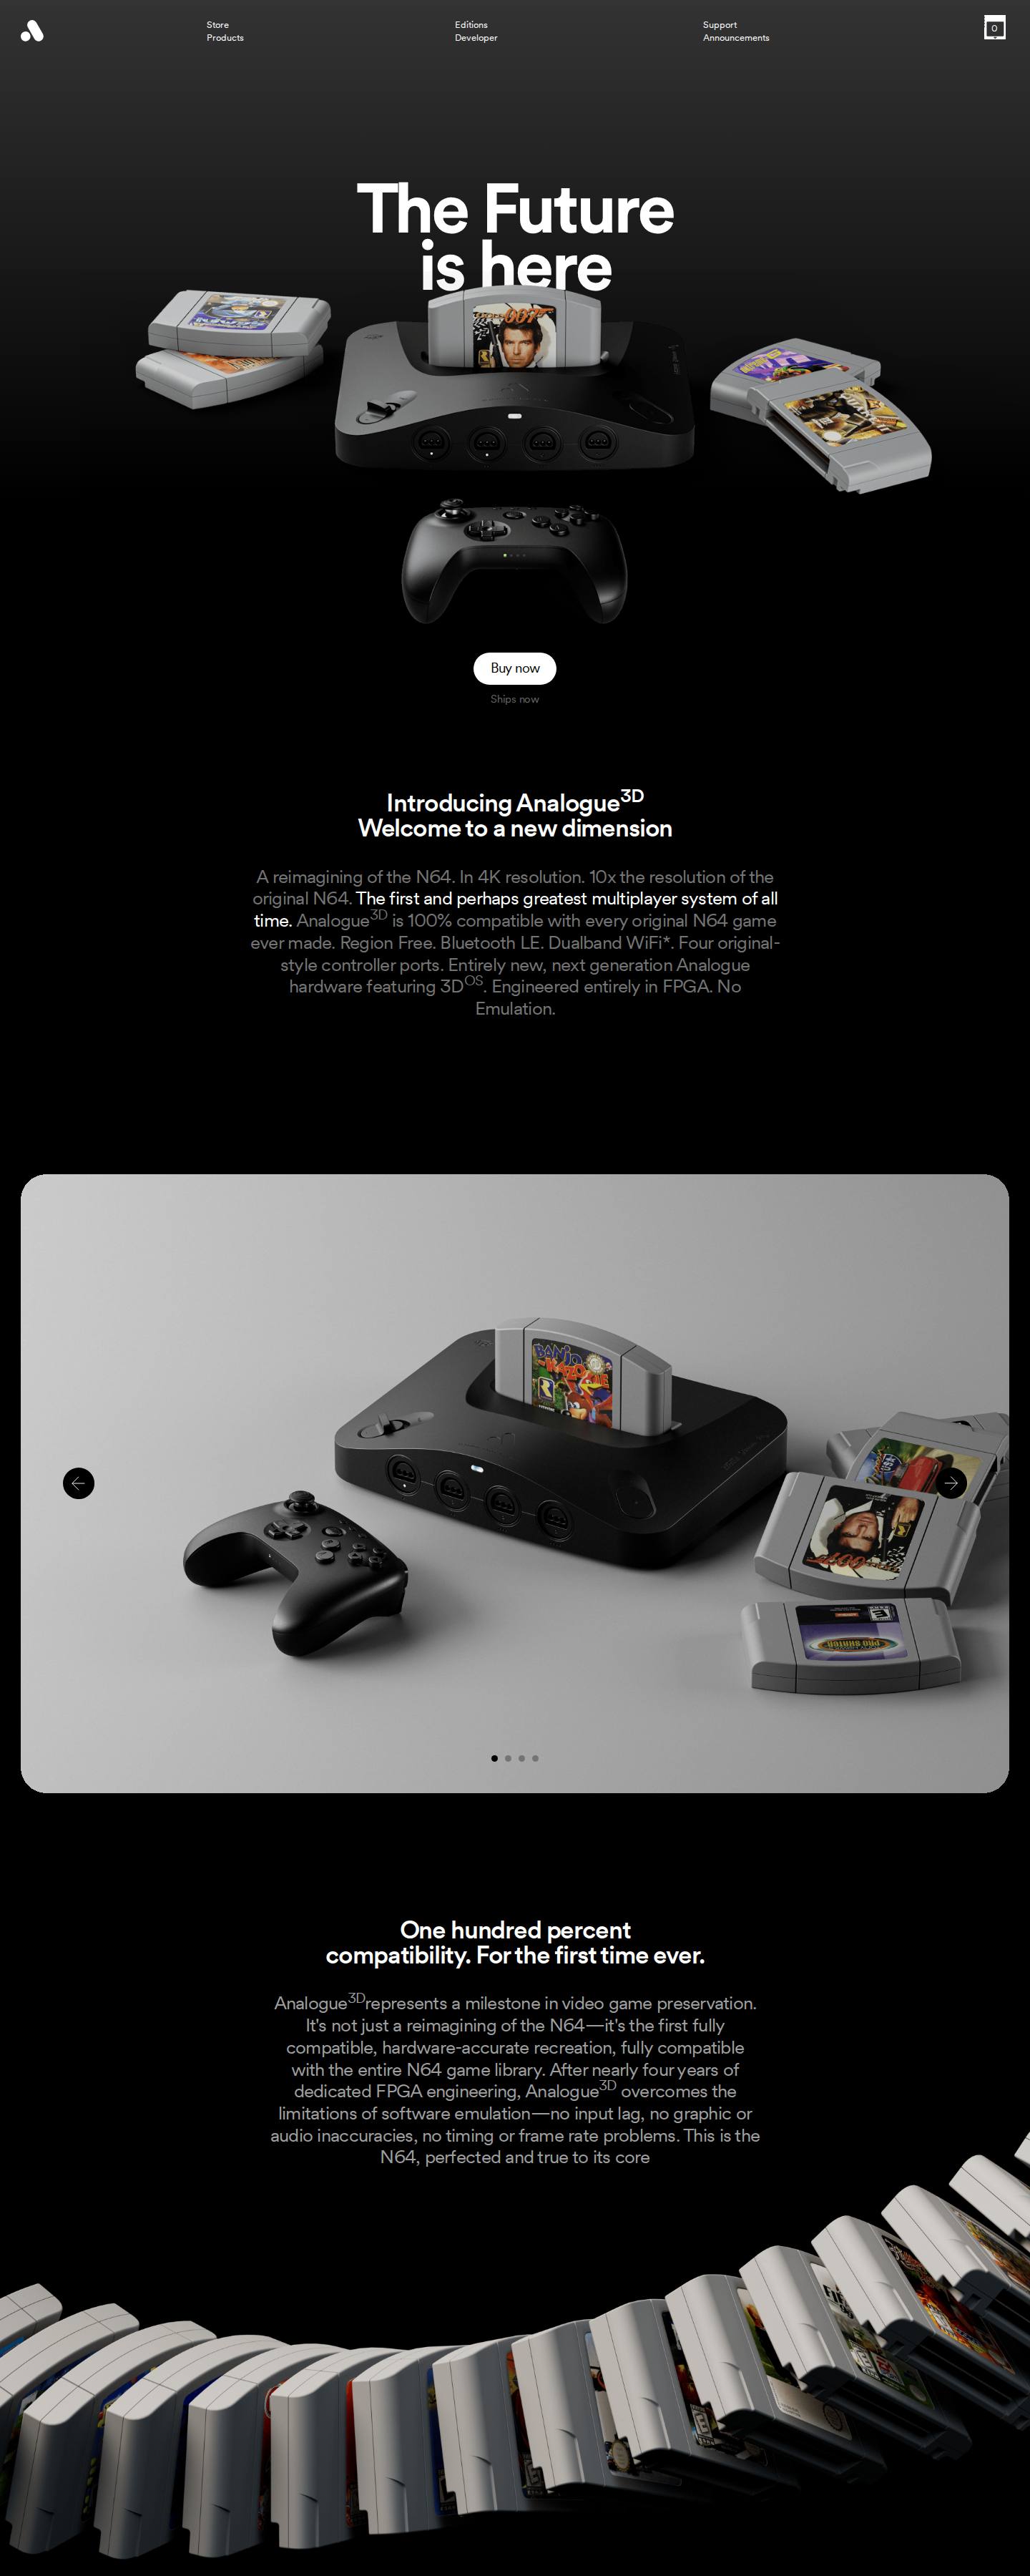 Store
Products
Editions
Developer
Support
Announcements
0
The Future
is here
007
Buy now
Ships now
Introducing Analogue3D
Welcome to a new dimension
A reimagining of the N64. In 4K resolution. 10x the resolution of the
original N64. The first and perhaps greatest multiplayer system of all
time. Analogue3D is 100% compatible with every original N64 game
ever made. Region Free. Bluetooth LE. Dualband WiFi*. Four original-
style controller ports. Entirely new, next generation Analogue
hardware featuring 3DOS. Engineered entirely in FPGA. No
Emulation.
BANJO
KAZOOIE
007
PRO SKATER
One hundred percent
compatibility. For the first time ever.
Analogue3Drepresents a milestone in video game preservation.
It's not just a reimagining of the N64—it's the first fully
compatible, hardware-accurate recreation, fully compatible
with the entire N64 game library. After nearly four years of
dedicated FPGA engineering, Analogue3D overcomes the
limitations of software emulation—no input lag, no graphic or
audio inaccuracies, no timing or frame rate problems. This is the
N64, perfected and true to its core